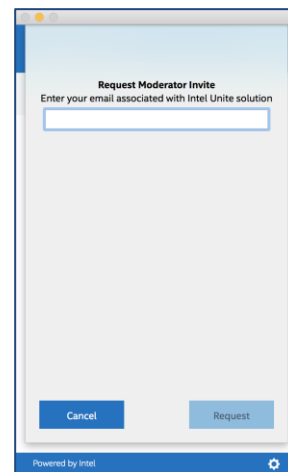 Request Moderator Invite
Enter your email associated with Intel Unite solution
Cancel
Request
Powered by Intel